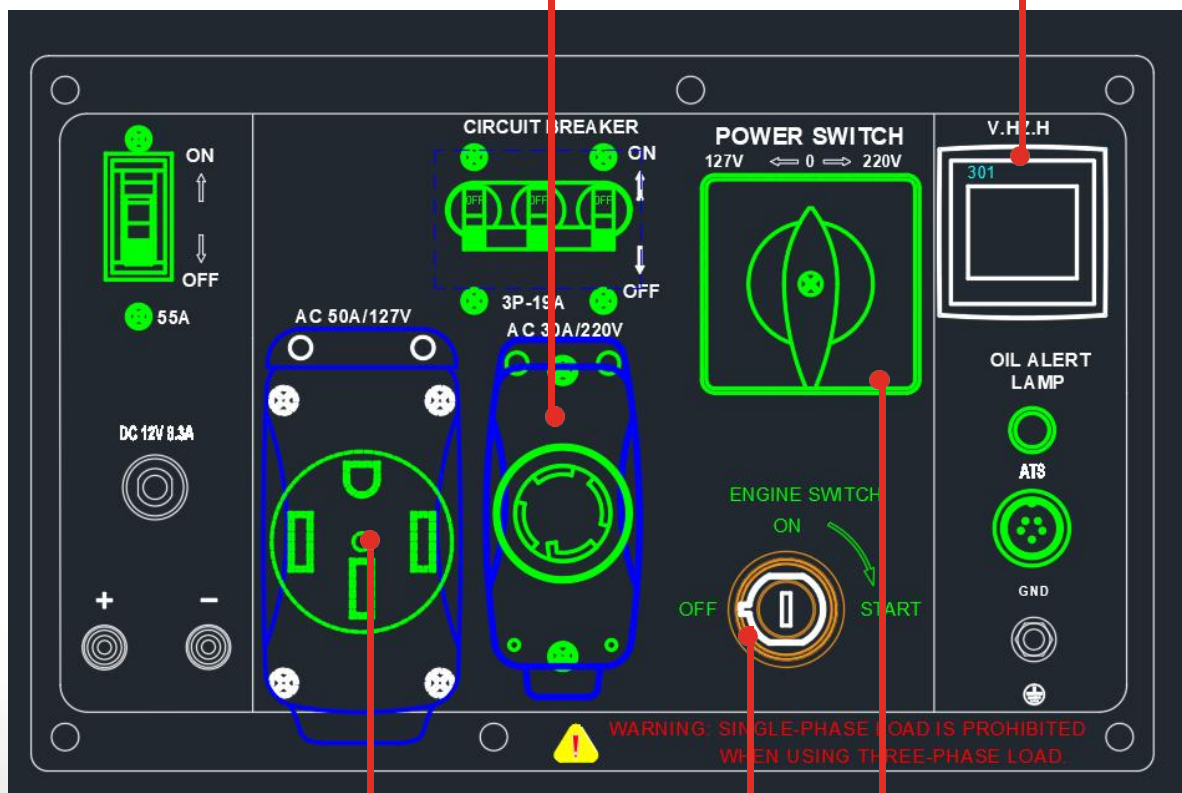 ON
OFF
55A
DC 12V 8.3A
+
−
CIRCUIT BREAKER
ON
OFF OFF OFF
OFF
3P-19A
AC 50A/127V
AC 30A/220V
POWER SWITCH
127V ⇐ 0 ⇒ 220V
ENGINE SWITCH
ON
OFF
START
V.HZ.H
301
OIL ALERT
LAMP
ATS
GND
WARNING: SINGLE-PHASE LOAD IS PROHIBITED
WHEN USING THREE-PHASE LOAD.